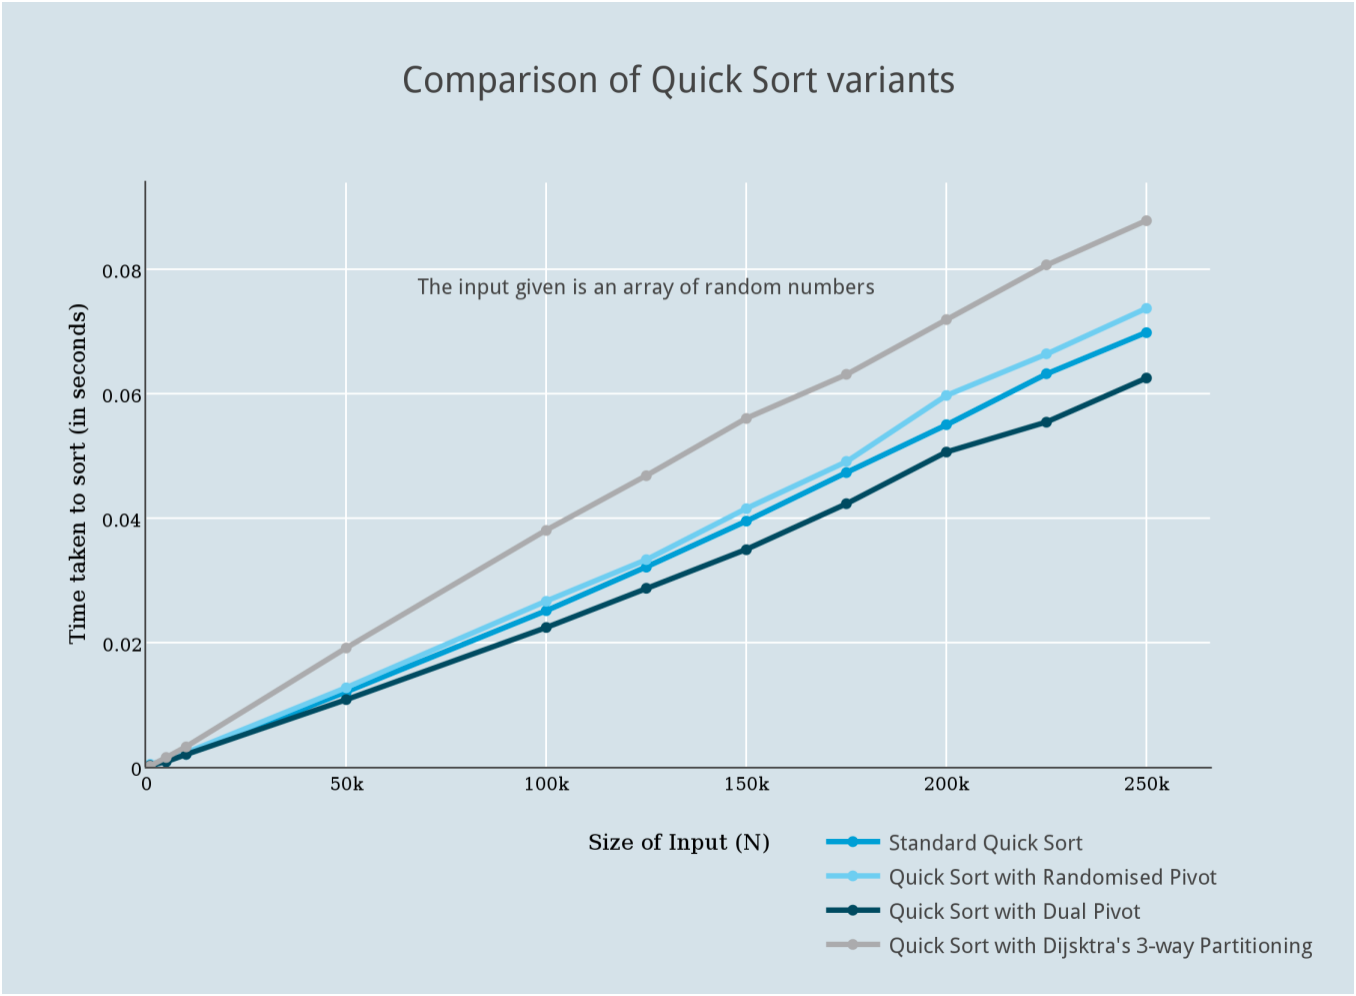 Comparison of Quick Sort variants
The input given is an array of random numbers
Time taken to sort (in seconds)
0.08
0.06
0.04
0.02
0
0 50k 100k 150k 200k 250k
Size of Input (N)
Standard Quick Sort
Quick Sort with Randomised Pivot
Quick Sort with Dual Pivot
Quick Sort with Dijsktra's 3-way Partitioning